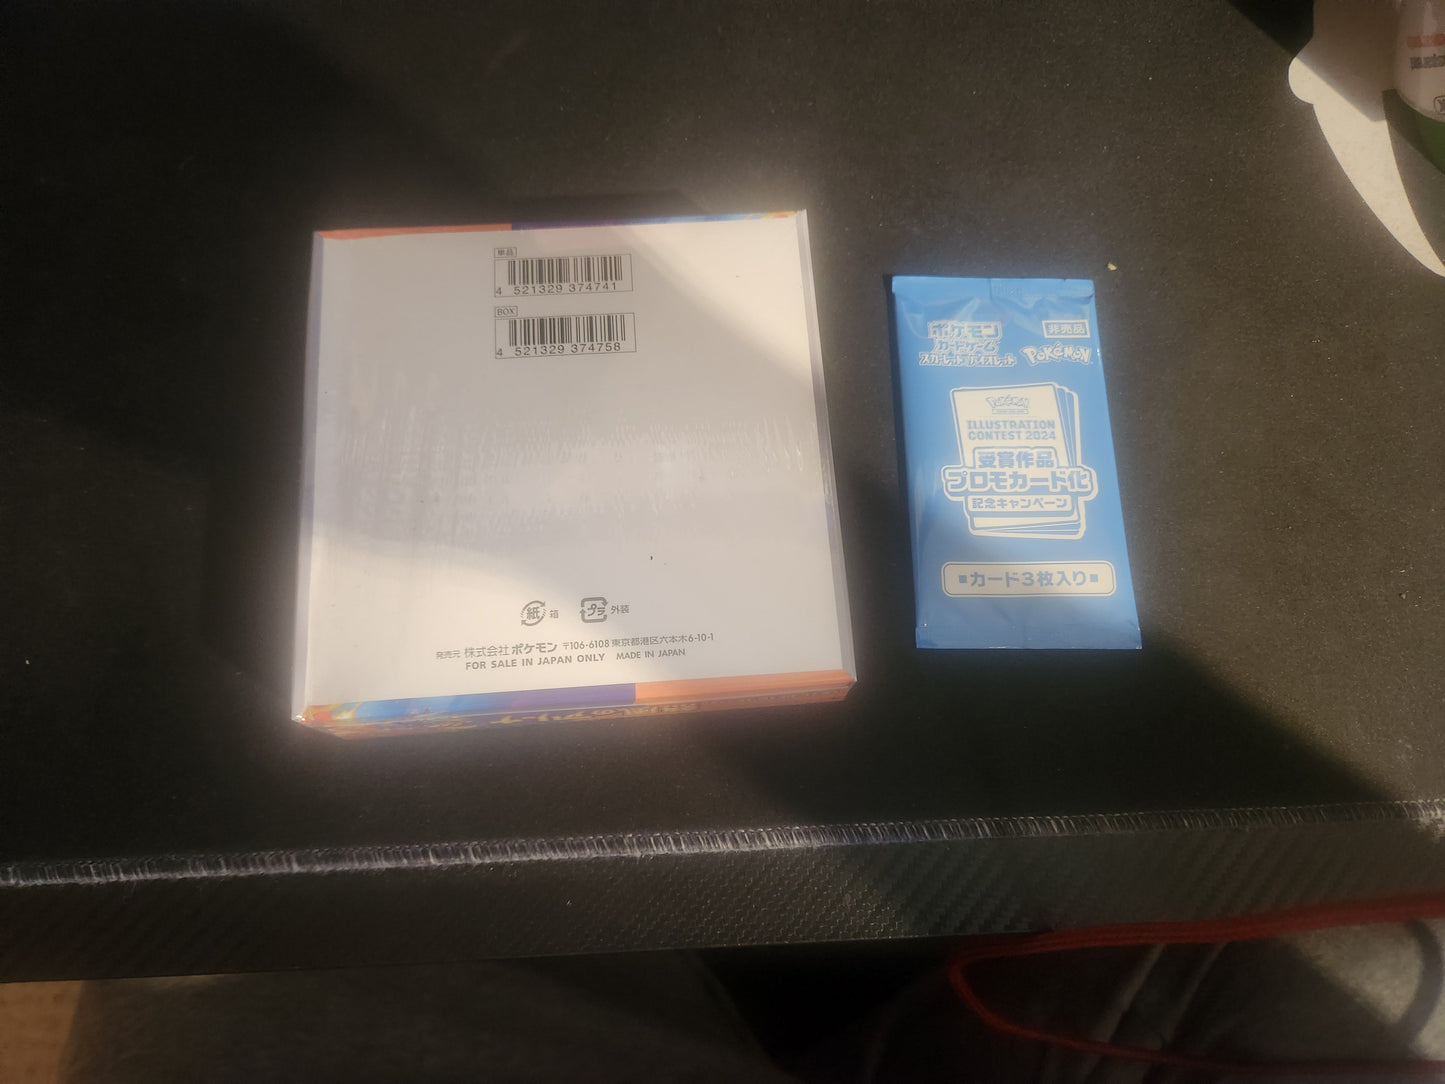 単品
4 521329 374741
BOX
4 521329 374758
紙 箱
プラ 外装
発売元 株式会社ポケモン 〒106-6108 東京都港区六本木6-10-1
FOR SALE IN JAPAN ONLY MADE IN JAPAN
ポケモン
カードゲーム
スカーレット バイオレット
非売品
Pokémon
Pokémon
ILLUSTRATION
CONTEST 2024
受賞作品
プロモカード化
記念キャンペーン
■カード3枚入り■